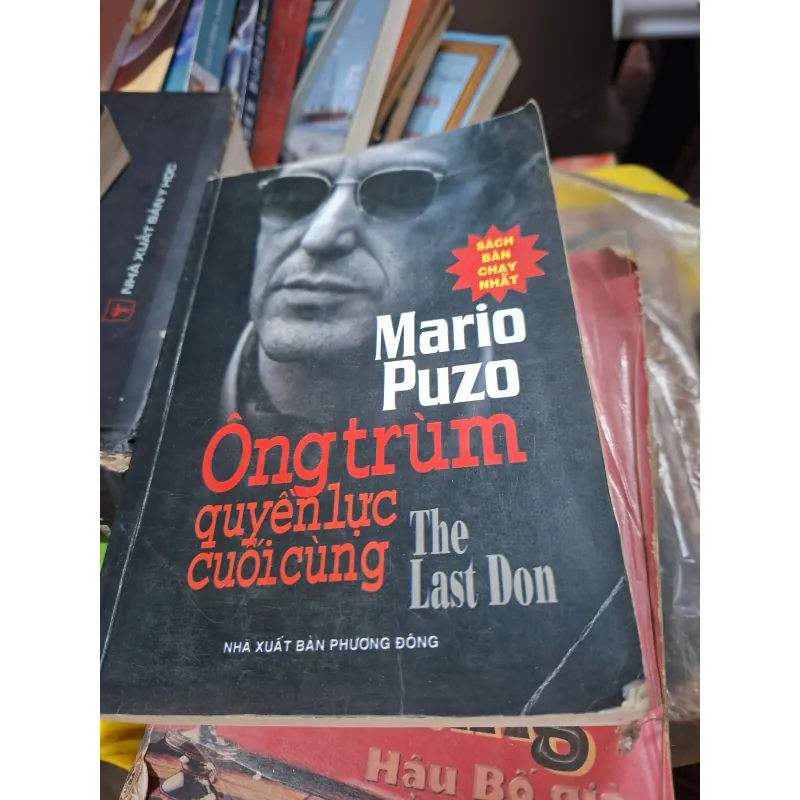 NHÀ XUẤT BẢN Y HỌC
SÁCH
BÁN
CHẠY
NHẤT
Mario
Puzo
Ông trùm
quyền lực
cuối cùng
The
Last Don
NHÀ XUẤT BẢN PHƯƠNG ĐÔNG
Hậu Bố